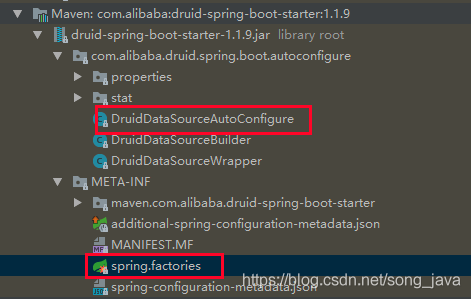 Maven: com.alibaba:druid-spring-boot-starter:1.1.9
druid-spring-boot-starter-1.1.9.jar library root
com.alibaba.druid.spring.boot.autoconfigure
properties
stat
DruidDataSourceAutoConfigure
DruidDataSourceBuilder
DruidDataSourceWrapper
META-INF
maven.com.alibaba.druid-spring-boot-starter
additional-spring-configuration-metadata.json
MANIFEST.MF
spring.factories
https://blog.csdn.net/song_java
spring-configuration-metadata.json